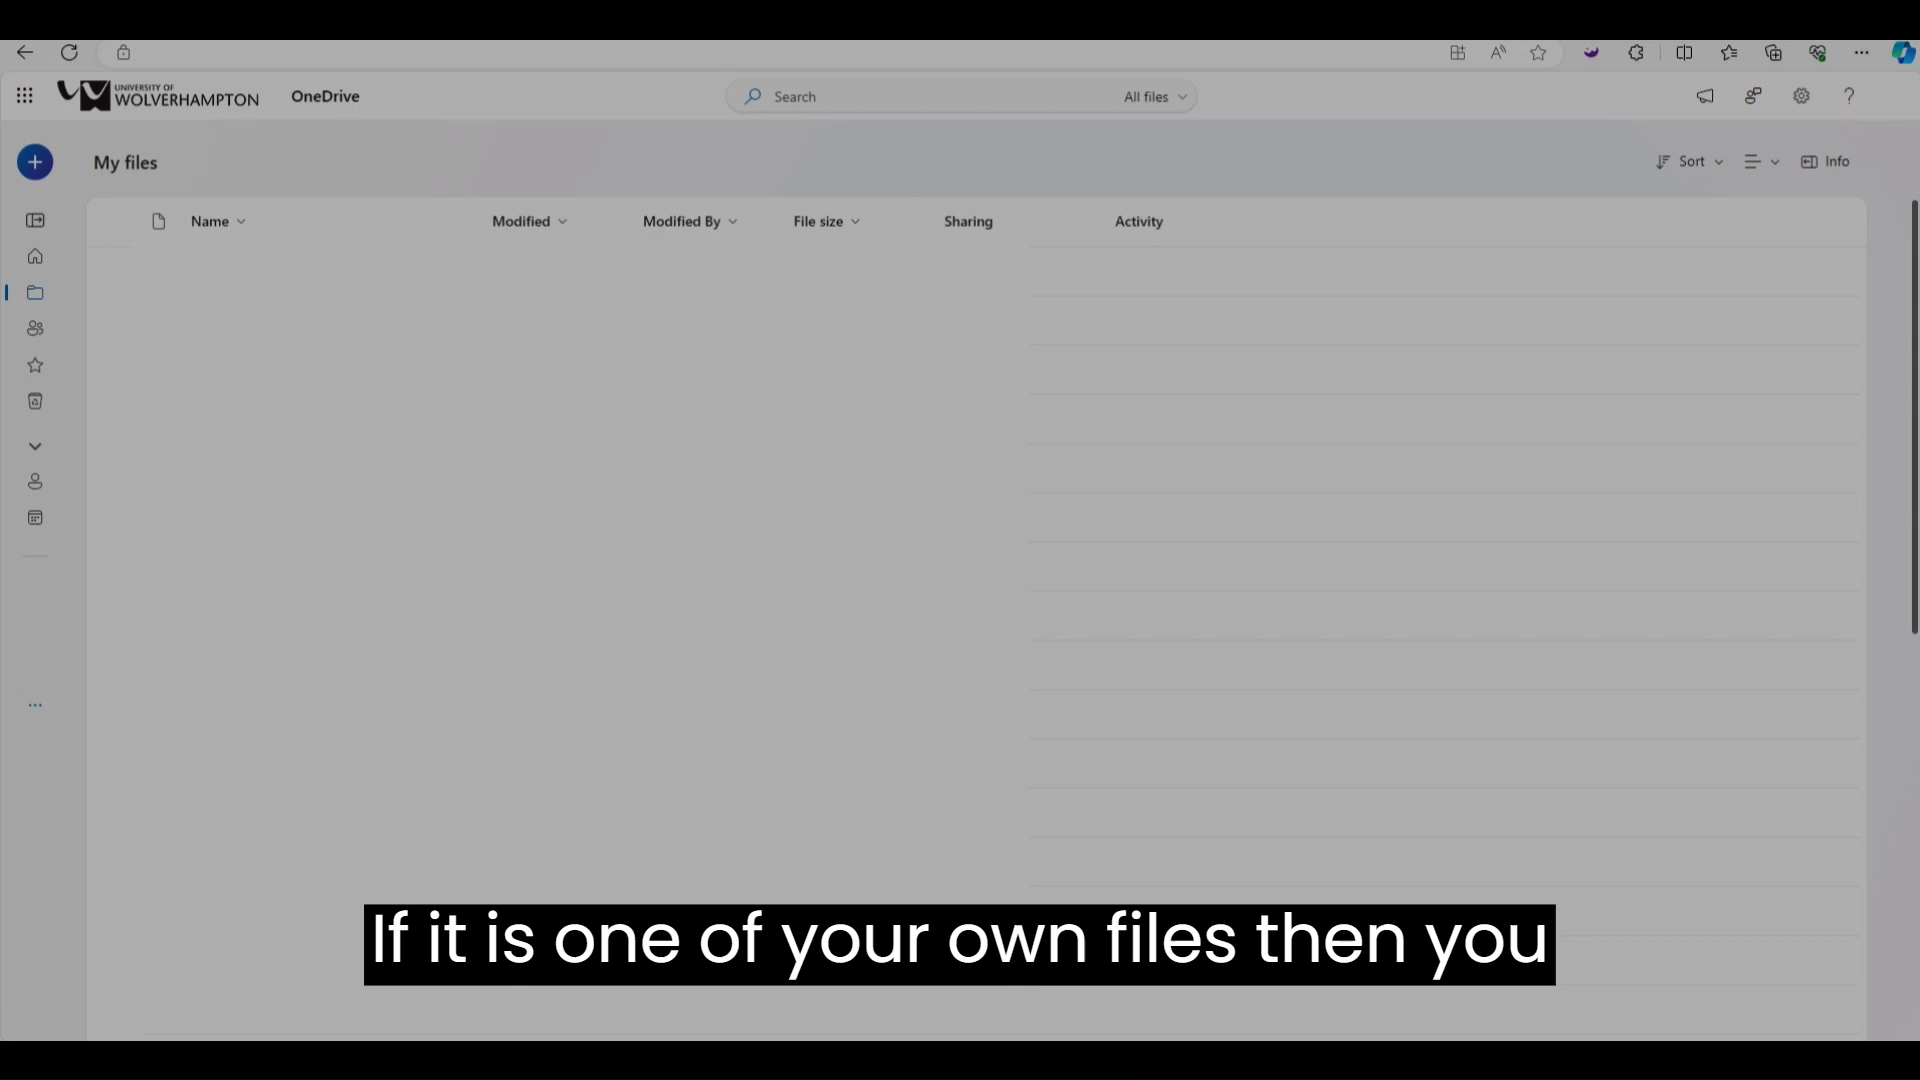 UNIVERSITY OF
WOLVERHAMPTON
OneDrive
Search
All files
My files
Sort
Info
Name
Modified
Modified By
File size
Sharing
Activity
If it is one of your own files then you